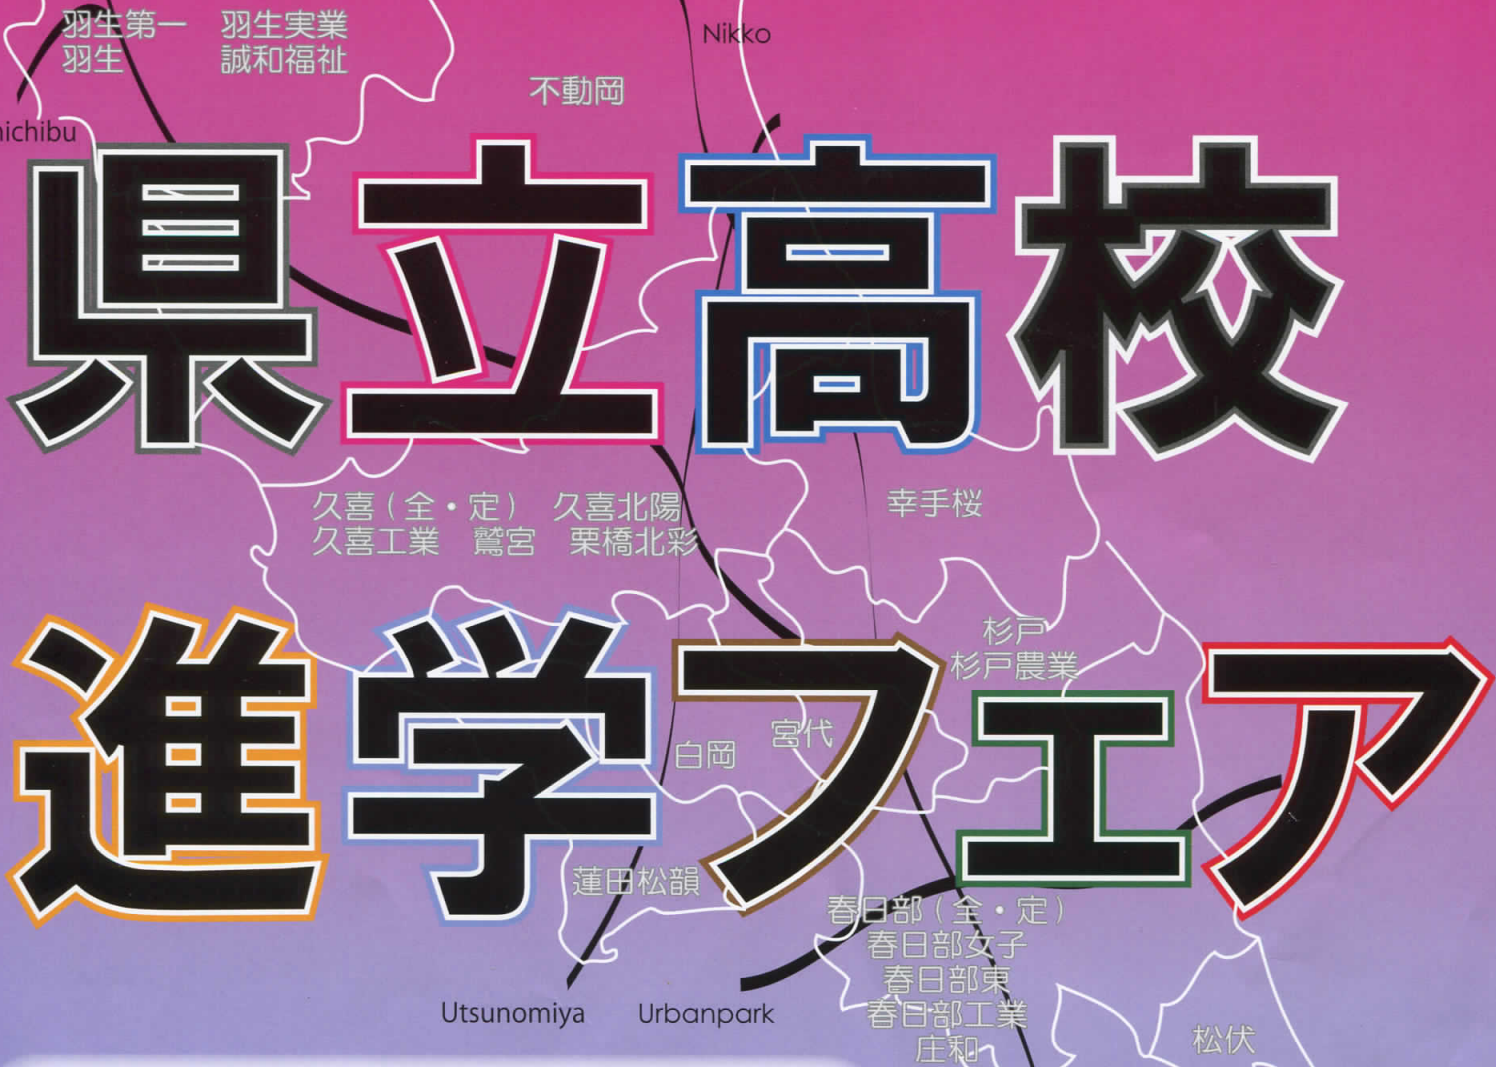 羽生第一 羽生実業
羽生 誠和福祉
Nikko
不動岡
ichibu
県立高校
久喜(全・定) 久喜北陽
久喜工業 鷲宮 栗橋北彩
幸手桜
杉戸
杉戸農業
進学フェア
宮代
白岡
蓮田松韻
春日部(全・定)
春日部女子
春日部東
春日部工業
庄和
Utsunomiya
Urbanpark
松伏